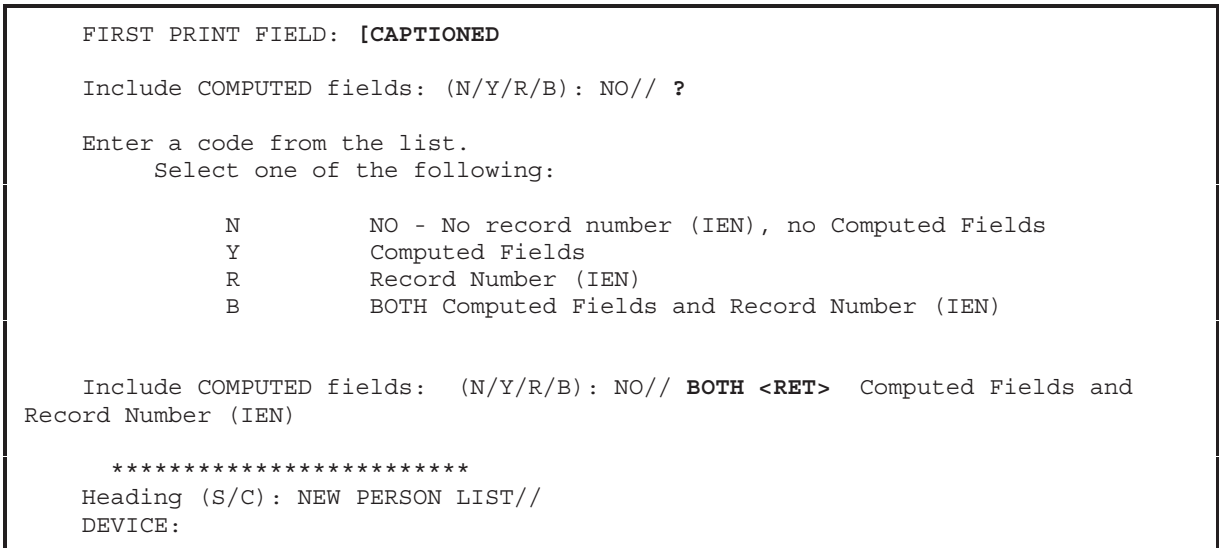 FIRST PRINT FIELD: [CAPTIONED
Include COMPUTED fields: (N/Y/R/B): NO// ?
Enter a code from the list.
Select one of the following:
N NO - No record number (IEN), no Computed Fields
Y Computed Fields
R Record Number (IEN)
B BOTH Computed Fields and Record Number (IEN)
Include COMPUTED fields: (N/Y/R/B): NO// BOTH <RET> Computed Fields and
Record Number (IEN)
*************************
Heading (S/C): NEW PERSON LIST//
DEVICE: